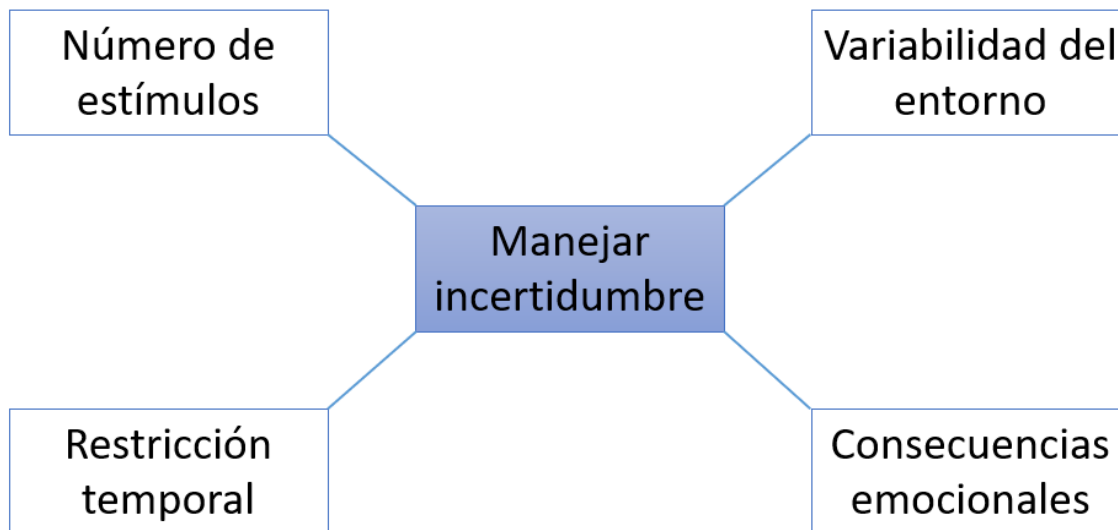 Número de
estímulos
Variabilidad del
entorno
Manejar
incertidumbre
Restricción
temporal
Consecuencias
emocionales